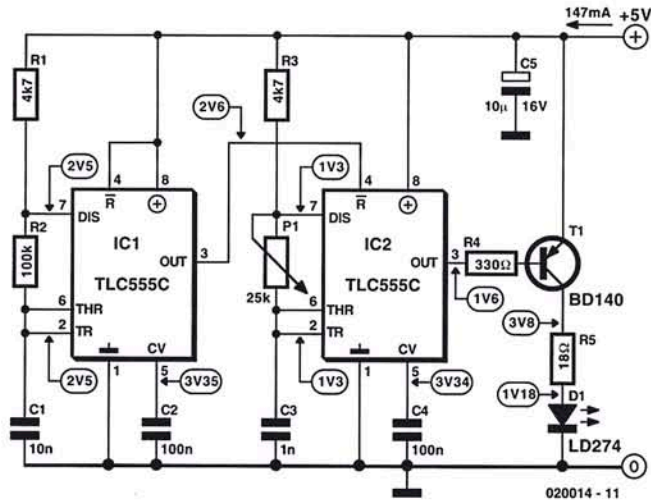 147mA +5V
R1
4k7
R3
4k7
C5
10µ 16V
2V6
2V5
1V3
4 8
R
7 DIS
IC1
TLC555C
OUT 3
6 THR
2 TR
CV
1 5
R2
100k
2V5
3V35
C1
10n
C2
100n
P1
25k
4 8
R
7 DIS
IC2
TLC555C
OUT 3
6 THR
2 TR
CV
1 5
1V3
3V34
C3
1n
C4
100n
R4
330Ω
1V6
T1
BD140
3V8
R5
18Ω
1V18
D1
LD274
0
020014 - 11